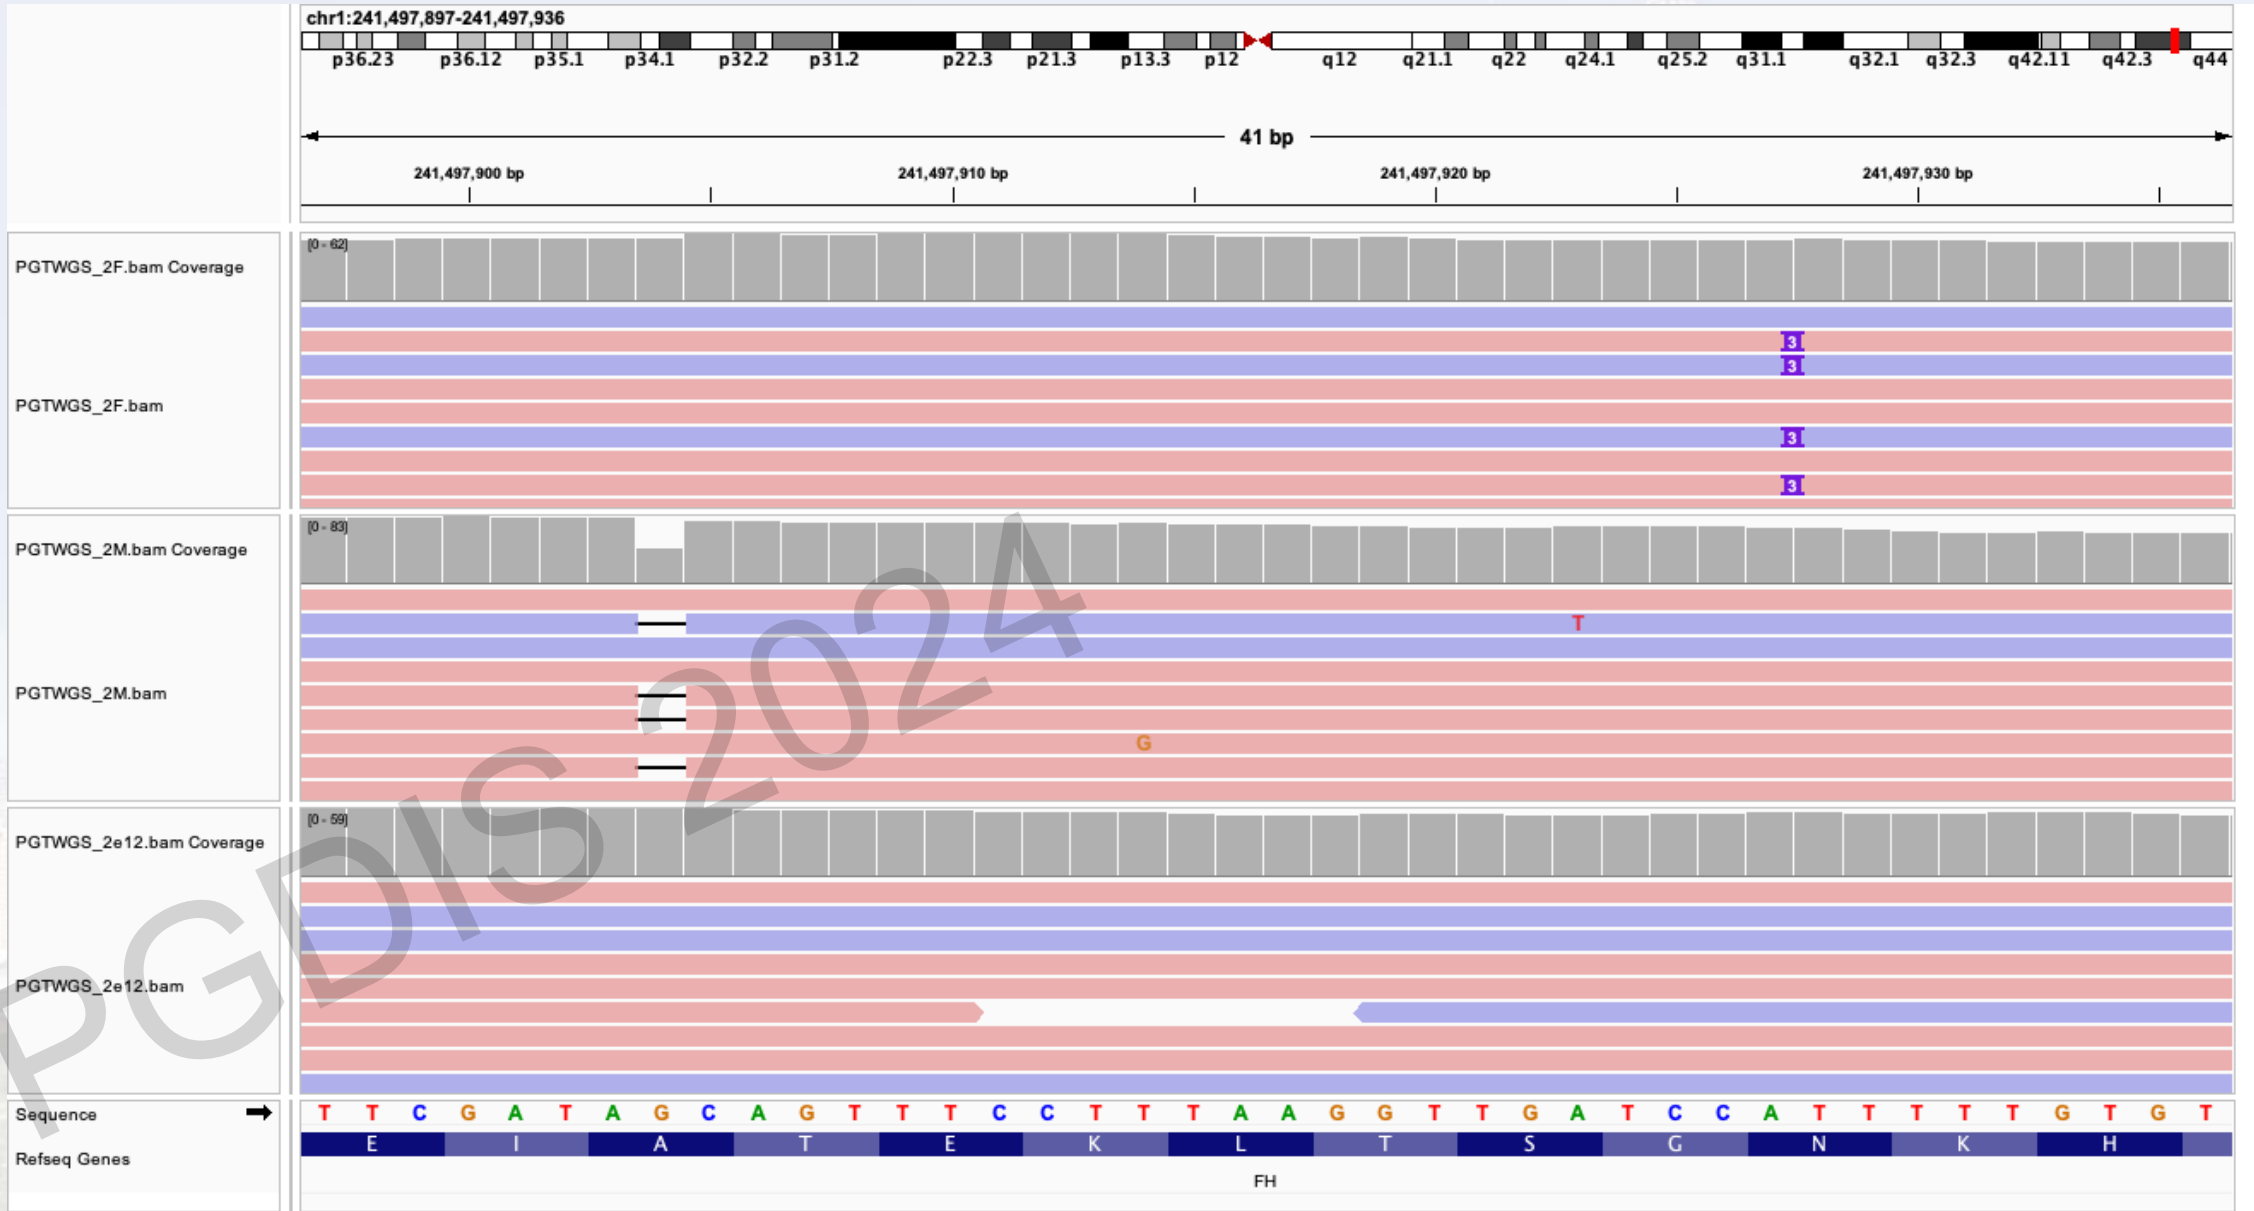 chr1:241,497,897-241,497,936
p36.23 p36.12 p35.1 p34.1 p32.2 p31.2 p22.3 p21.3 p13.3 p12 q12 q21.1 q22 q24.1 q25.2 q31.1 q32.1 q32.3 q42.11 q42.3 q44
41 bp
241,497,900 bp 241,497,910 bp 241,497,920 bp 241,497,930 bp
[0 - 62]
PGTWGS_2F.bam Coverage
3
3
PGTWGS_2F.bam
3
3
[0 - 83]
PGTWGS_2M.bam Coverage
T
PGTWGS_2M.bam
G
[0 - 59]
PGTWGS_2e12.bam Coverage
PGTWGS_2e12.bam
PGDIS 2024
Sequence T T C G A T A G C A G T T T C C T T T A A G G T T G A T C C A T T T T T G T G T
E I A T E K L T S G N K H
Refseq Genes
FH